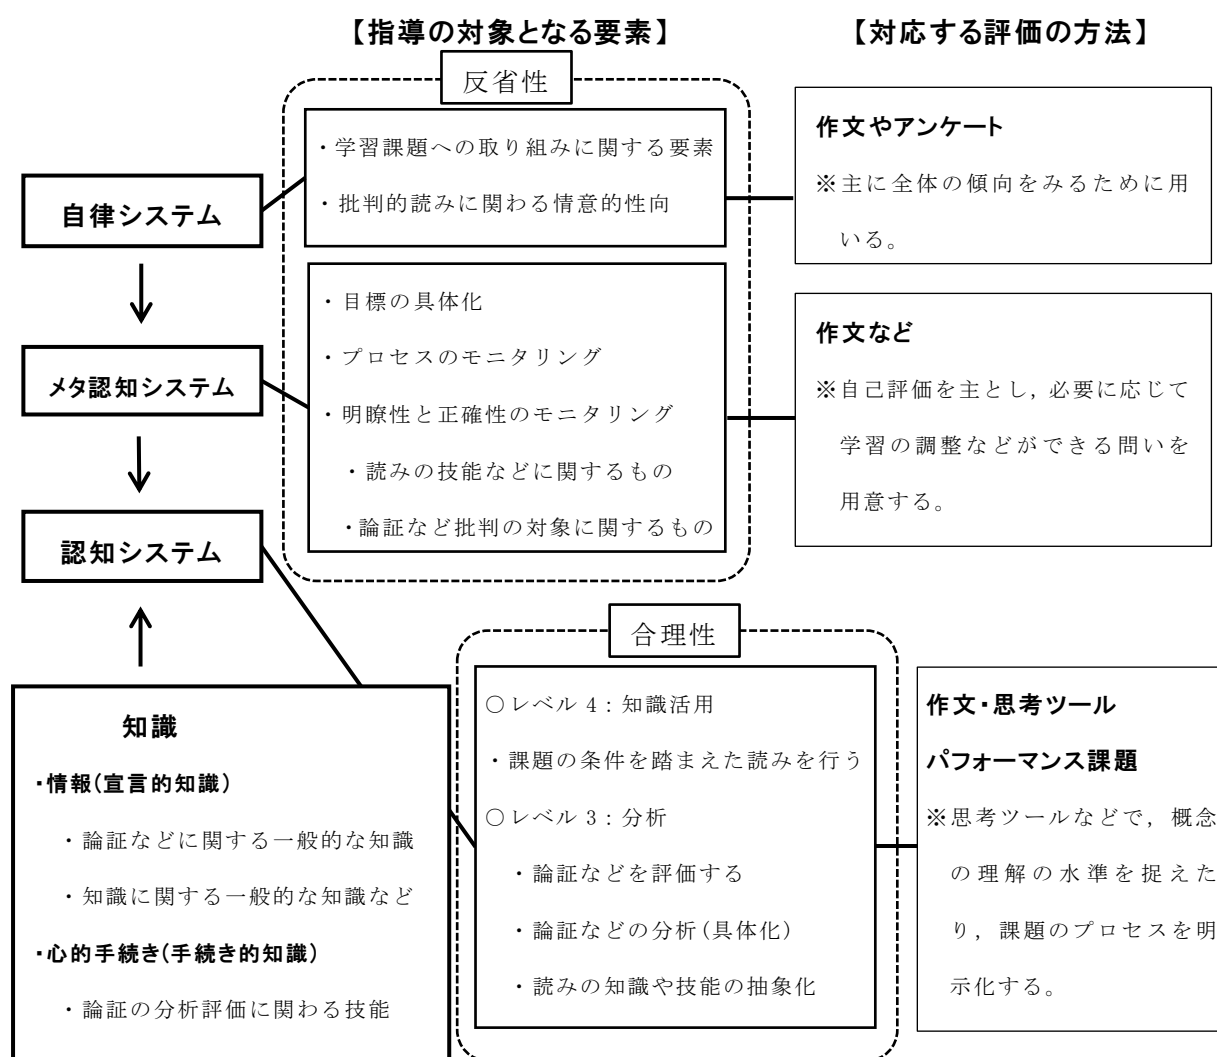 【指導の対象となる要素】
【対応する評価の方法】
反省性
・学習課題への取り組みに関する要素
・批判的読みに関わる情意的性向
作文やアンケート
※主に全体の傾向をみるために用
いる。
自律システム
・目標の具体化
・プロセスのモニタリング
・明瞭性と正確性のモニタリング
・読みの技能などに関するもの
・論証など批判の対象に関するもの
作文など
※自己評価を主とし，必要に応じて
学習の調整などができる問いを
用意する。
メタ認知システム
認知システム
合理性
知識
・情報(宣言的知識)
・論証などに関する一般的な知識
・知識に関する一般的な知識など
・心的手続き(手続き的知識)
・論証の分析評価に関わる技能
○レベル4：知識活用
・課題の条件を踏まえた読みを行う
○レベル3：分析
・論証などを評価する
・論証などの分析(具体化)
・読みの知識や技能の抽象化
作文・思考ツール
パフォーマンス課題
※思考ツールなどで，概念
の理解の水準を捉えた
り，課題のプロセスを明
示化する。